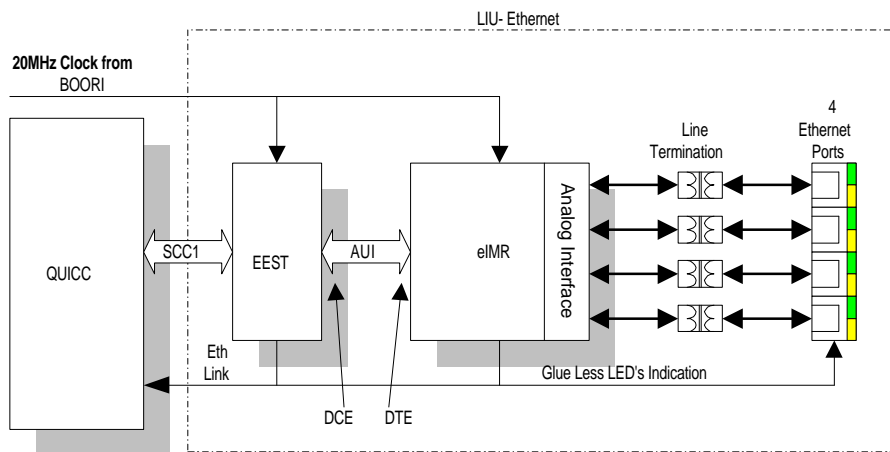 LIU- Ethernet
20MHz Clock from
BOORI
4
Ethernet
Ports
Line
Termination
QUICC
SCC1
EEST
AUI
eIMR
Analog Interface
Eth
Link
Glue Less LED's Indication
DCE
DTE